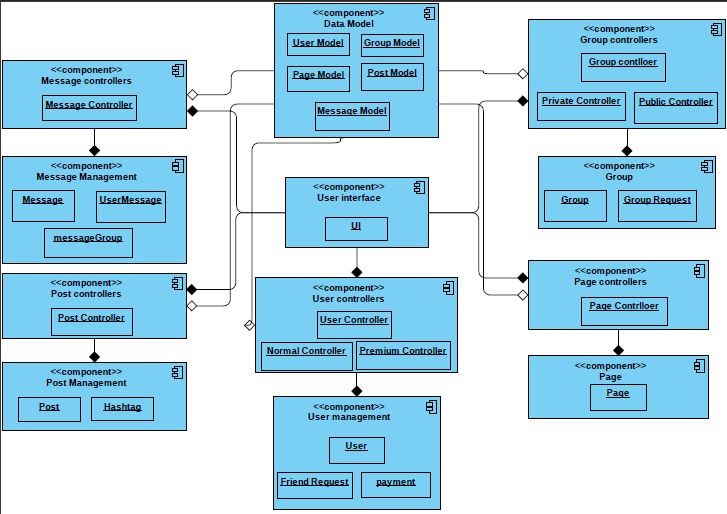 <<component>>
Data Model
User Model
Group Model
Page Model
Post Model
Message Model
<<component>>
Message controllers
Message Controller
<<component>>
Group controllers
Group contlloer
Private Controller
Public Controller
<<component>>
Message Management
Message
UserMessage
messageGroup
<<component>>
User interface
UI
<<component>>
Group
Group
Group Request
<<component>>
Post controllers
Post Controller
<<component>>
User controllers
User Controller
Normal Controller
Premium Controller
<<component>>
Page controllers
Page Contrlloer
<<component>>
Post Management
Post
Hashtag
<<component>>
User management
User
Friend Request
payment
<<component>>
Page
Page